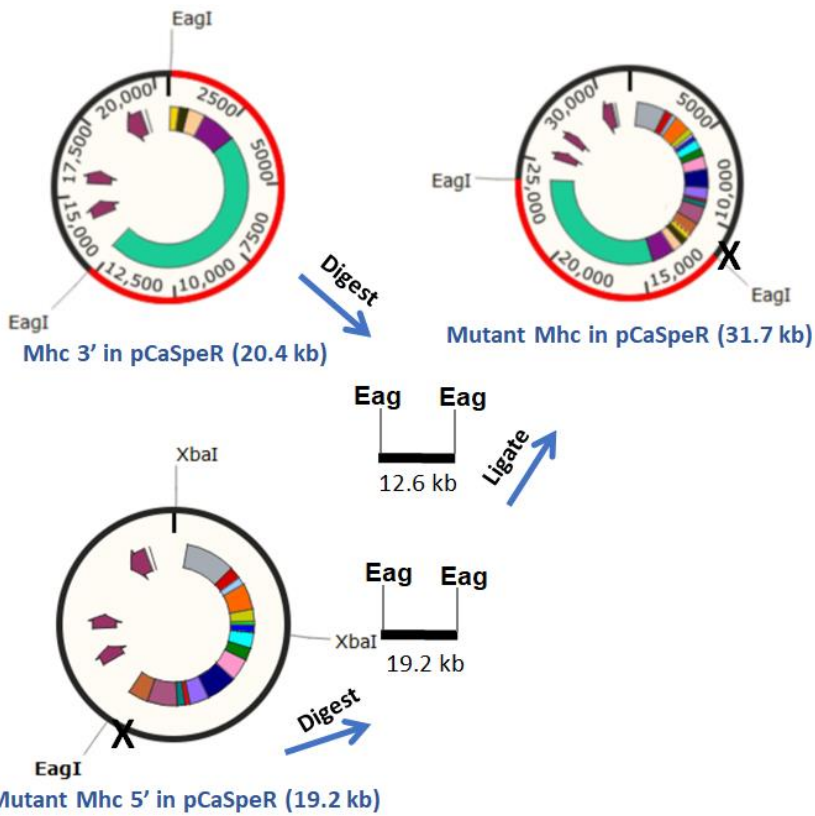 EagI
20,000
2500
17,500
5000
15,000
7500
12,500
10,000
EagI
Mhc 3’ in pCaSpeR (20.4 kb)
30,000
5000
EagI
25,000
10,000
X
20,000
15,000
EagI
Mutant Mhc in pCaSpeR (31.7 kb)
Digest
Eag Eag
12.6 kb
Ligate
XbaI
XbaI
X
EagI
Eag Eag
19.2 kb
Digest
Mutant Mhc 5’ in pCaSpeR (19.2 kb)